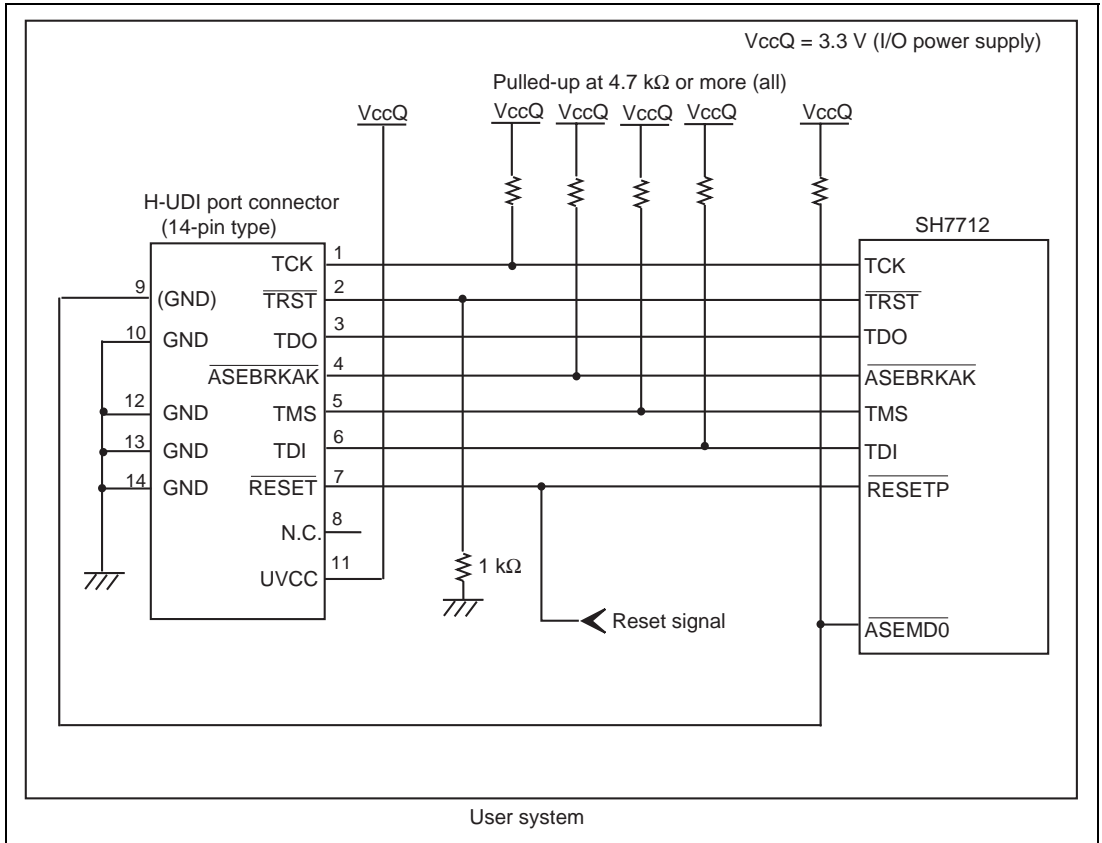 VccQ = 3.3 V (I/O power supply)
Pulled-up at 4.7 kΩ or more (all)
VccQ VccQ VccQ VccQ VccQ VccQ
H-UDI port connector
(14-pin type)
SH7712
TCK 1 TCK
9 (GND) TRST 2 TRST
10 GND TDO 3 TDO
ASEBRKAK 4 ASEBRKAK
12 GND TMS 5 TMS
13 GND TDI 6 TDI
14 GND RESET 7 RESETP
N.C. 8
UVCC 11
1 kΩ
Reset signal
ASEMD0
User system